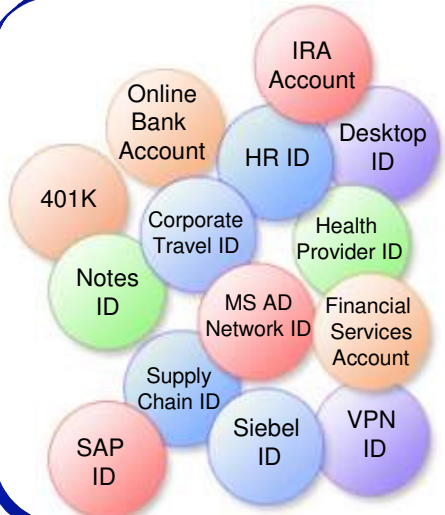 IRA
Account
Online
Bank
Account
Desktop
ID
HR ID
401K
Corporate
Travel ID
Health
Provider ID
Notes
ID
MS AD
Network ID
Financial
Services
Account
Supply
Chain ID
Siebel
ID
VPN
ID
SAP
ID